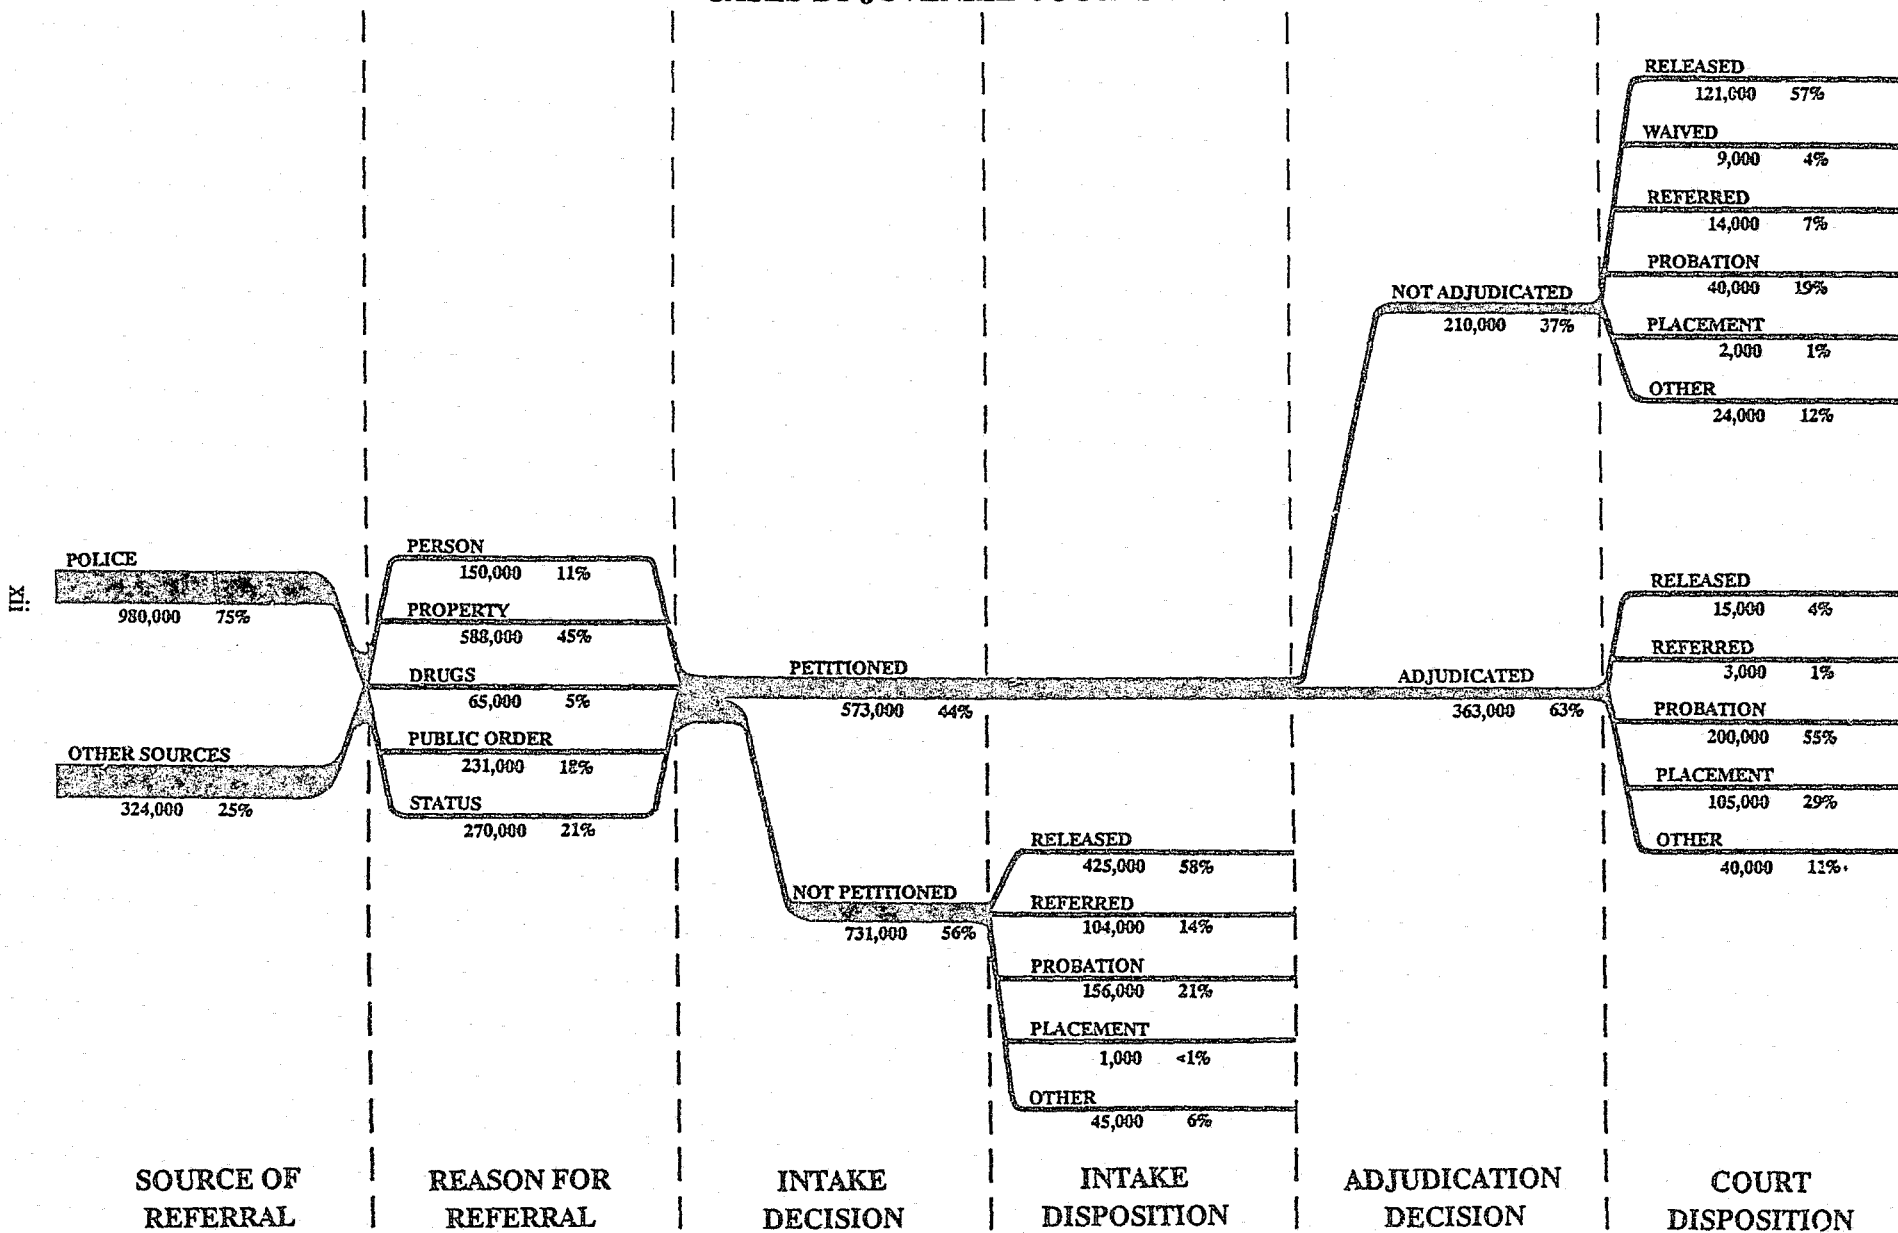 RELEASED
121,000 57%
WAIVED
9,000 4%
REFERRED
14,000 7%
PROBATION
40,000 19%
NOT ADJUDICATED
210,000 37%
PLACEMENT
2,000 1%
OTHER
24,000 12%
POLICE
980,000 75%
OTHER SOURCES
324,000 25%
PERSON
150,000 11%
PROPERTY
588,000 45%
DRUGS
65,000 5%
PUBLIC ORDER
231,000 18%
STATUS
270,000 21%
PETITIONED
573,000 44%
NOT PETITIONED
731,000 56%
RELEASED
425,000 58%
REFERRED
104,000 14%
PROBATION
156,000 21%
PLACEMENT
1,000 <1%
OTHER
45,000 6%
ADJUDICATED
363,000 63%
RELEASED
15,000 4%
REFERRED
3,000 1%
PROBATION
200,000 55%
PLACEMENT
105,000 29%
OTHER
40,000 11%
xii
SOURCE OF
REFERRAL
REASON FOR
REFERRAL
INTAKE
DECISION
INTAKE
DISPOSITION
ADJUDICATION
DECISION
COURT
DISPOSITION